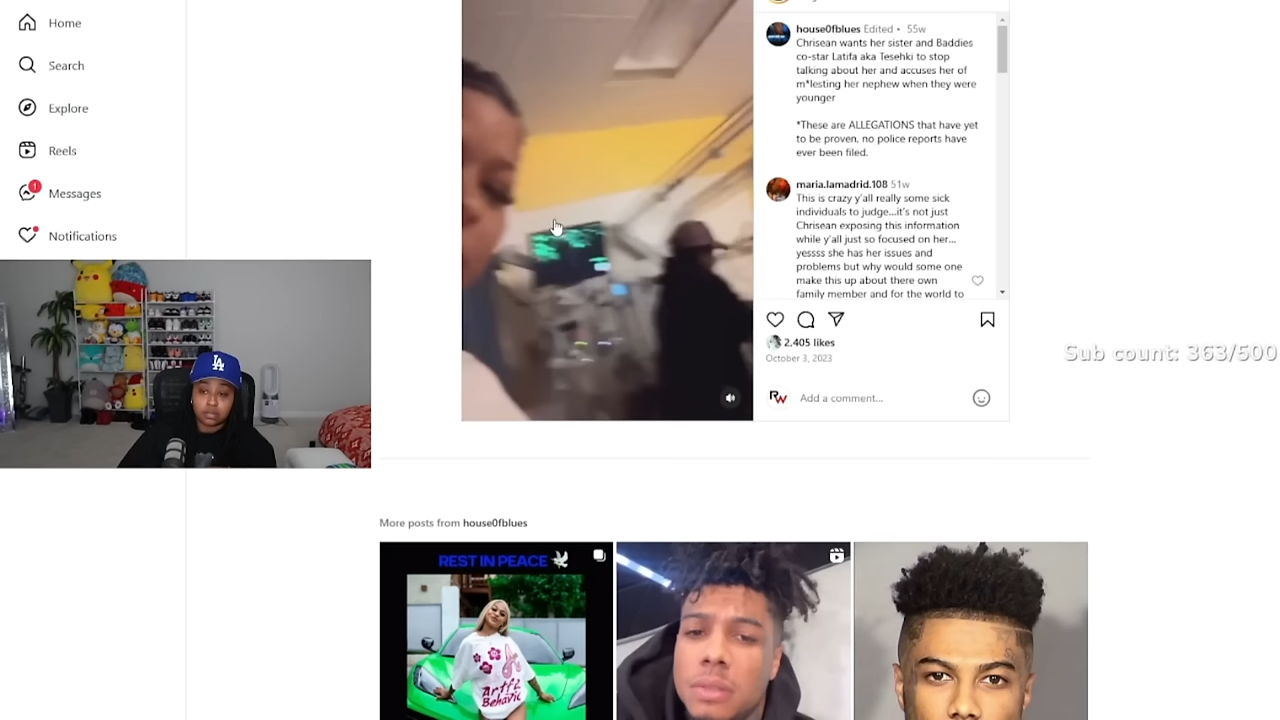 Home
Search
Explore
Reels
1
Messages
Notifications
LA
house0fblues Edited • 55w
Chrisean wants her sister and Baddies
co-star Latifa aka Tesehki to stop
talking about her and accuses her of
m*lesting her nephew when they were
younger
*These are ALLEGATIONS that have yet
to be proven, no police reports have
ever been filed.
maria.lamadrid.108 51w
This is crazy y'all really some sick
individuals to judge...it's not just
Chrisean exposing this information
while y'all just so focused on her...
yessss she has her issues and
problems but why would some one
make this up about there own
family member and for the world to
2,405 likes
October 3, 2023
RW Add a comment...
Sub count: 363/500
More posts from house0fblues
REST IN PEACE